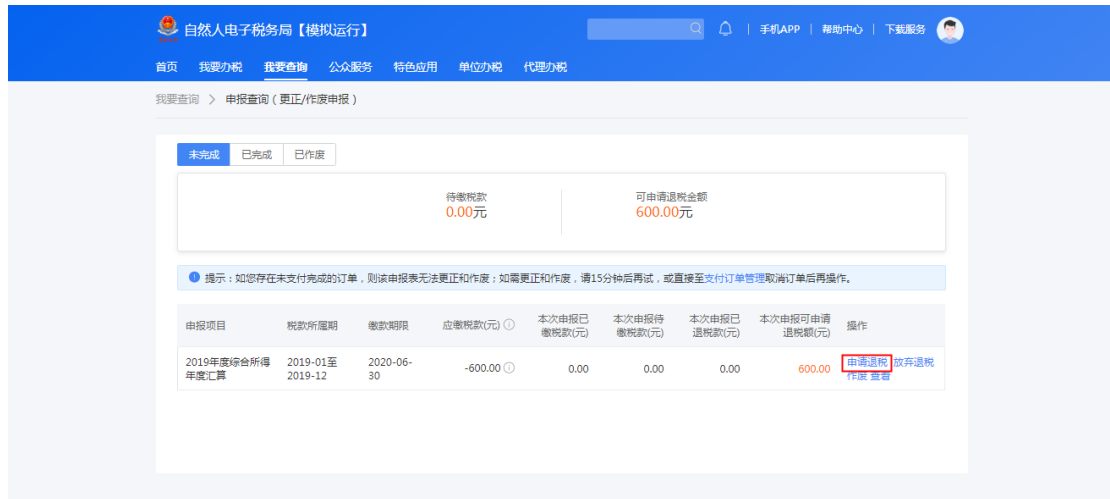 自然人电子税务局【模拟运行】
手机APP | 帮助中心 | 下载服务
首页 我要办税 我要查询 公众服务 特色应用 单位办税 代理办税
我要查询 > 申报查询 ( 更正/作废申报 )
未完成 已完成 已作废
待缴税款 可申请退税金额
0.00元 600.00元
提示：如您存在未支付完成的订单，则该申报表无法更正和作废；如需更正和作废，请15分钟后再试，或直接至支付订单管理取消订单后再操作。
申报项目 税款所属期 缴款期限 应缴税款(元) 本次申报已缴税款(元) 本次申报待缴税款(元) 本次申报已退税款(元) 本次申报可申请退税额(元) 操作
2019年度综合所得年度汇算 2019-01至2019-12 2020-06-30 -600.00 0.00 0.00 0.00 600.00 申请退税 放弃退税
作废 查看